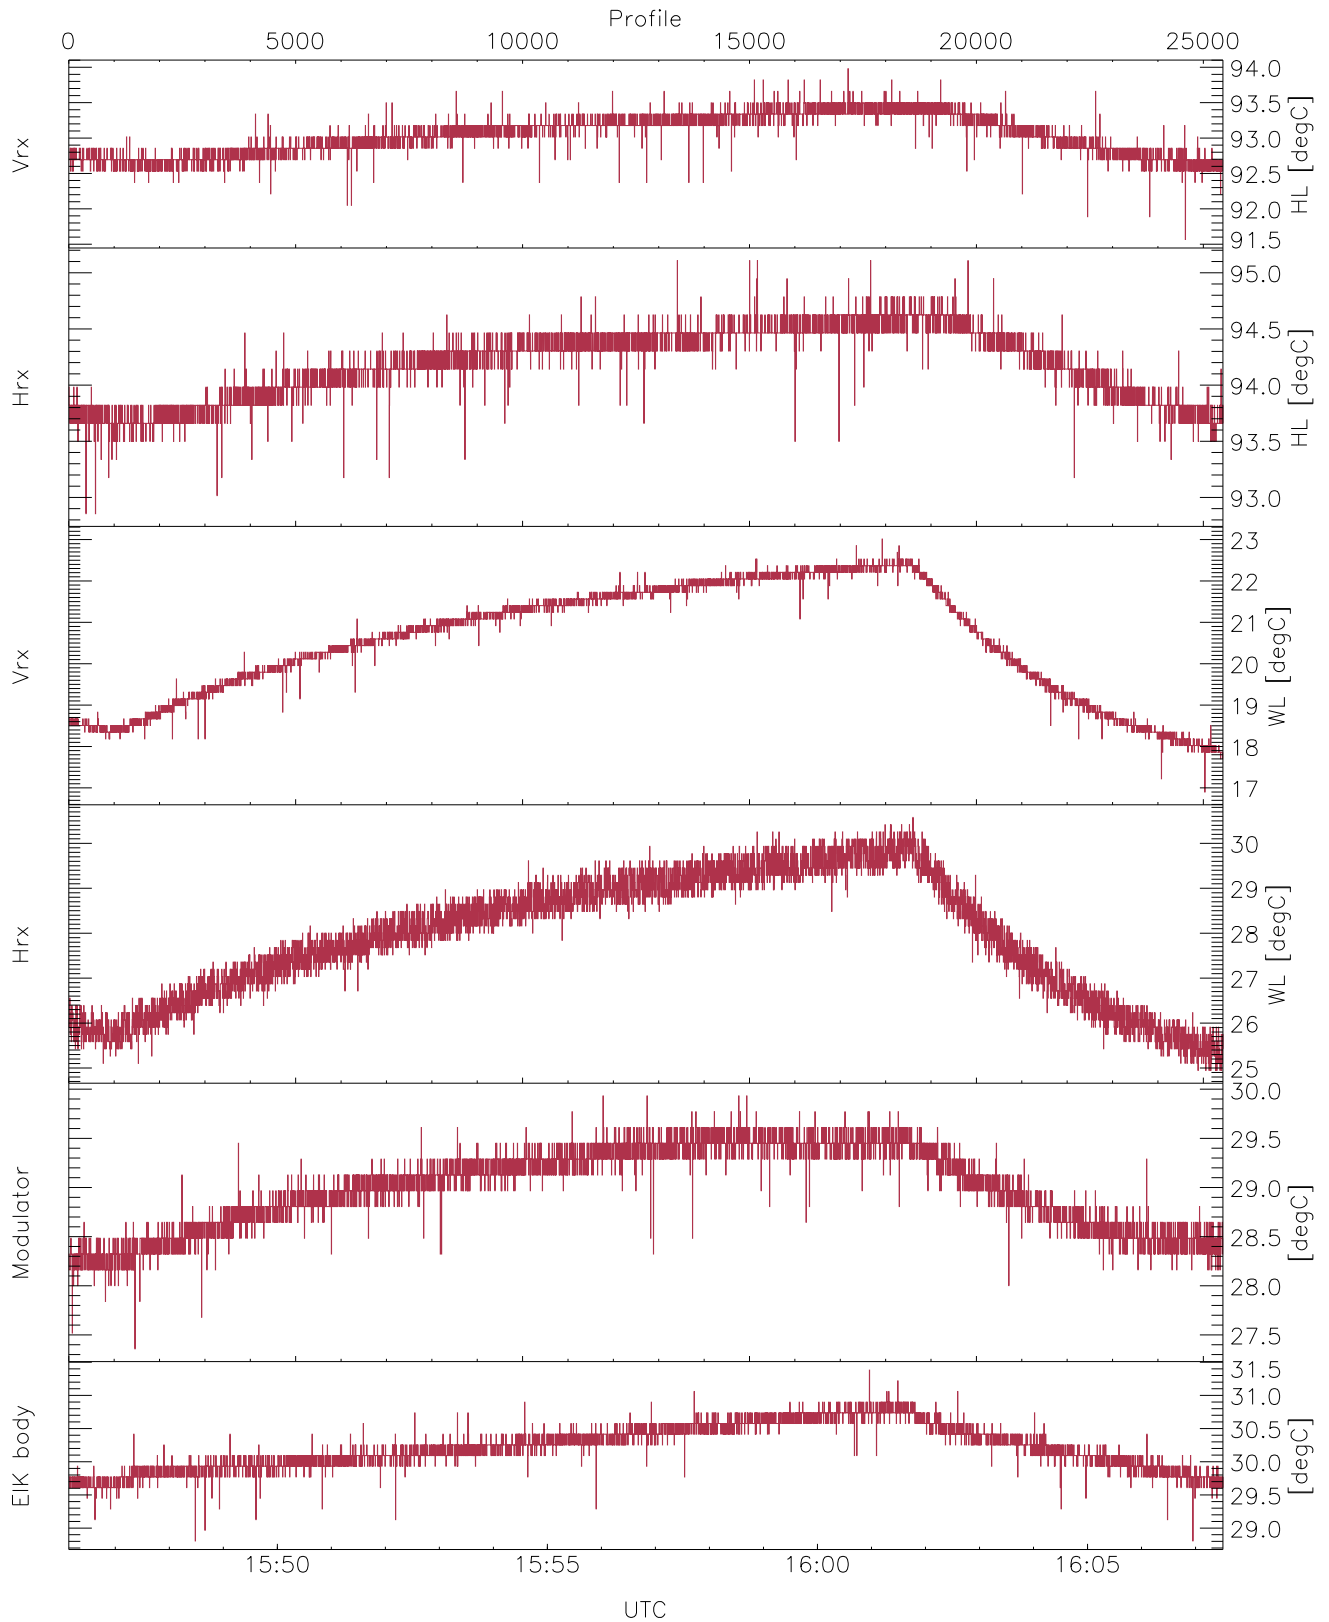 Profile
0 5000 10000 15000 20000 25000
Vrx
94.0
93.5
93.0
92.5
92.0
91.5
HL [degC]
Hrx
95.0
94.5
94.0
93.5
93.0
HL [degC]
Vrx
23
22
21
20
19
18
17
WL [degC]
Hrx
30
29
28
27
26
25
WL [degC]
Modulator
30.0
29.5
29.0
28.5
28.0
27.5
[degC]
EIK body
31.5
31.0
30.5
30.0
29.5
29.0
[degC]
15:50 15:55 16:00 16:05
UTC